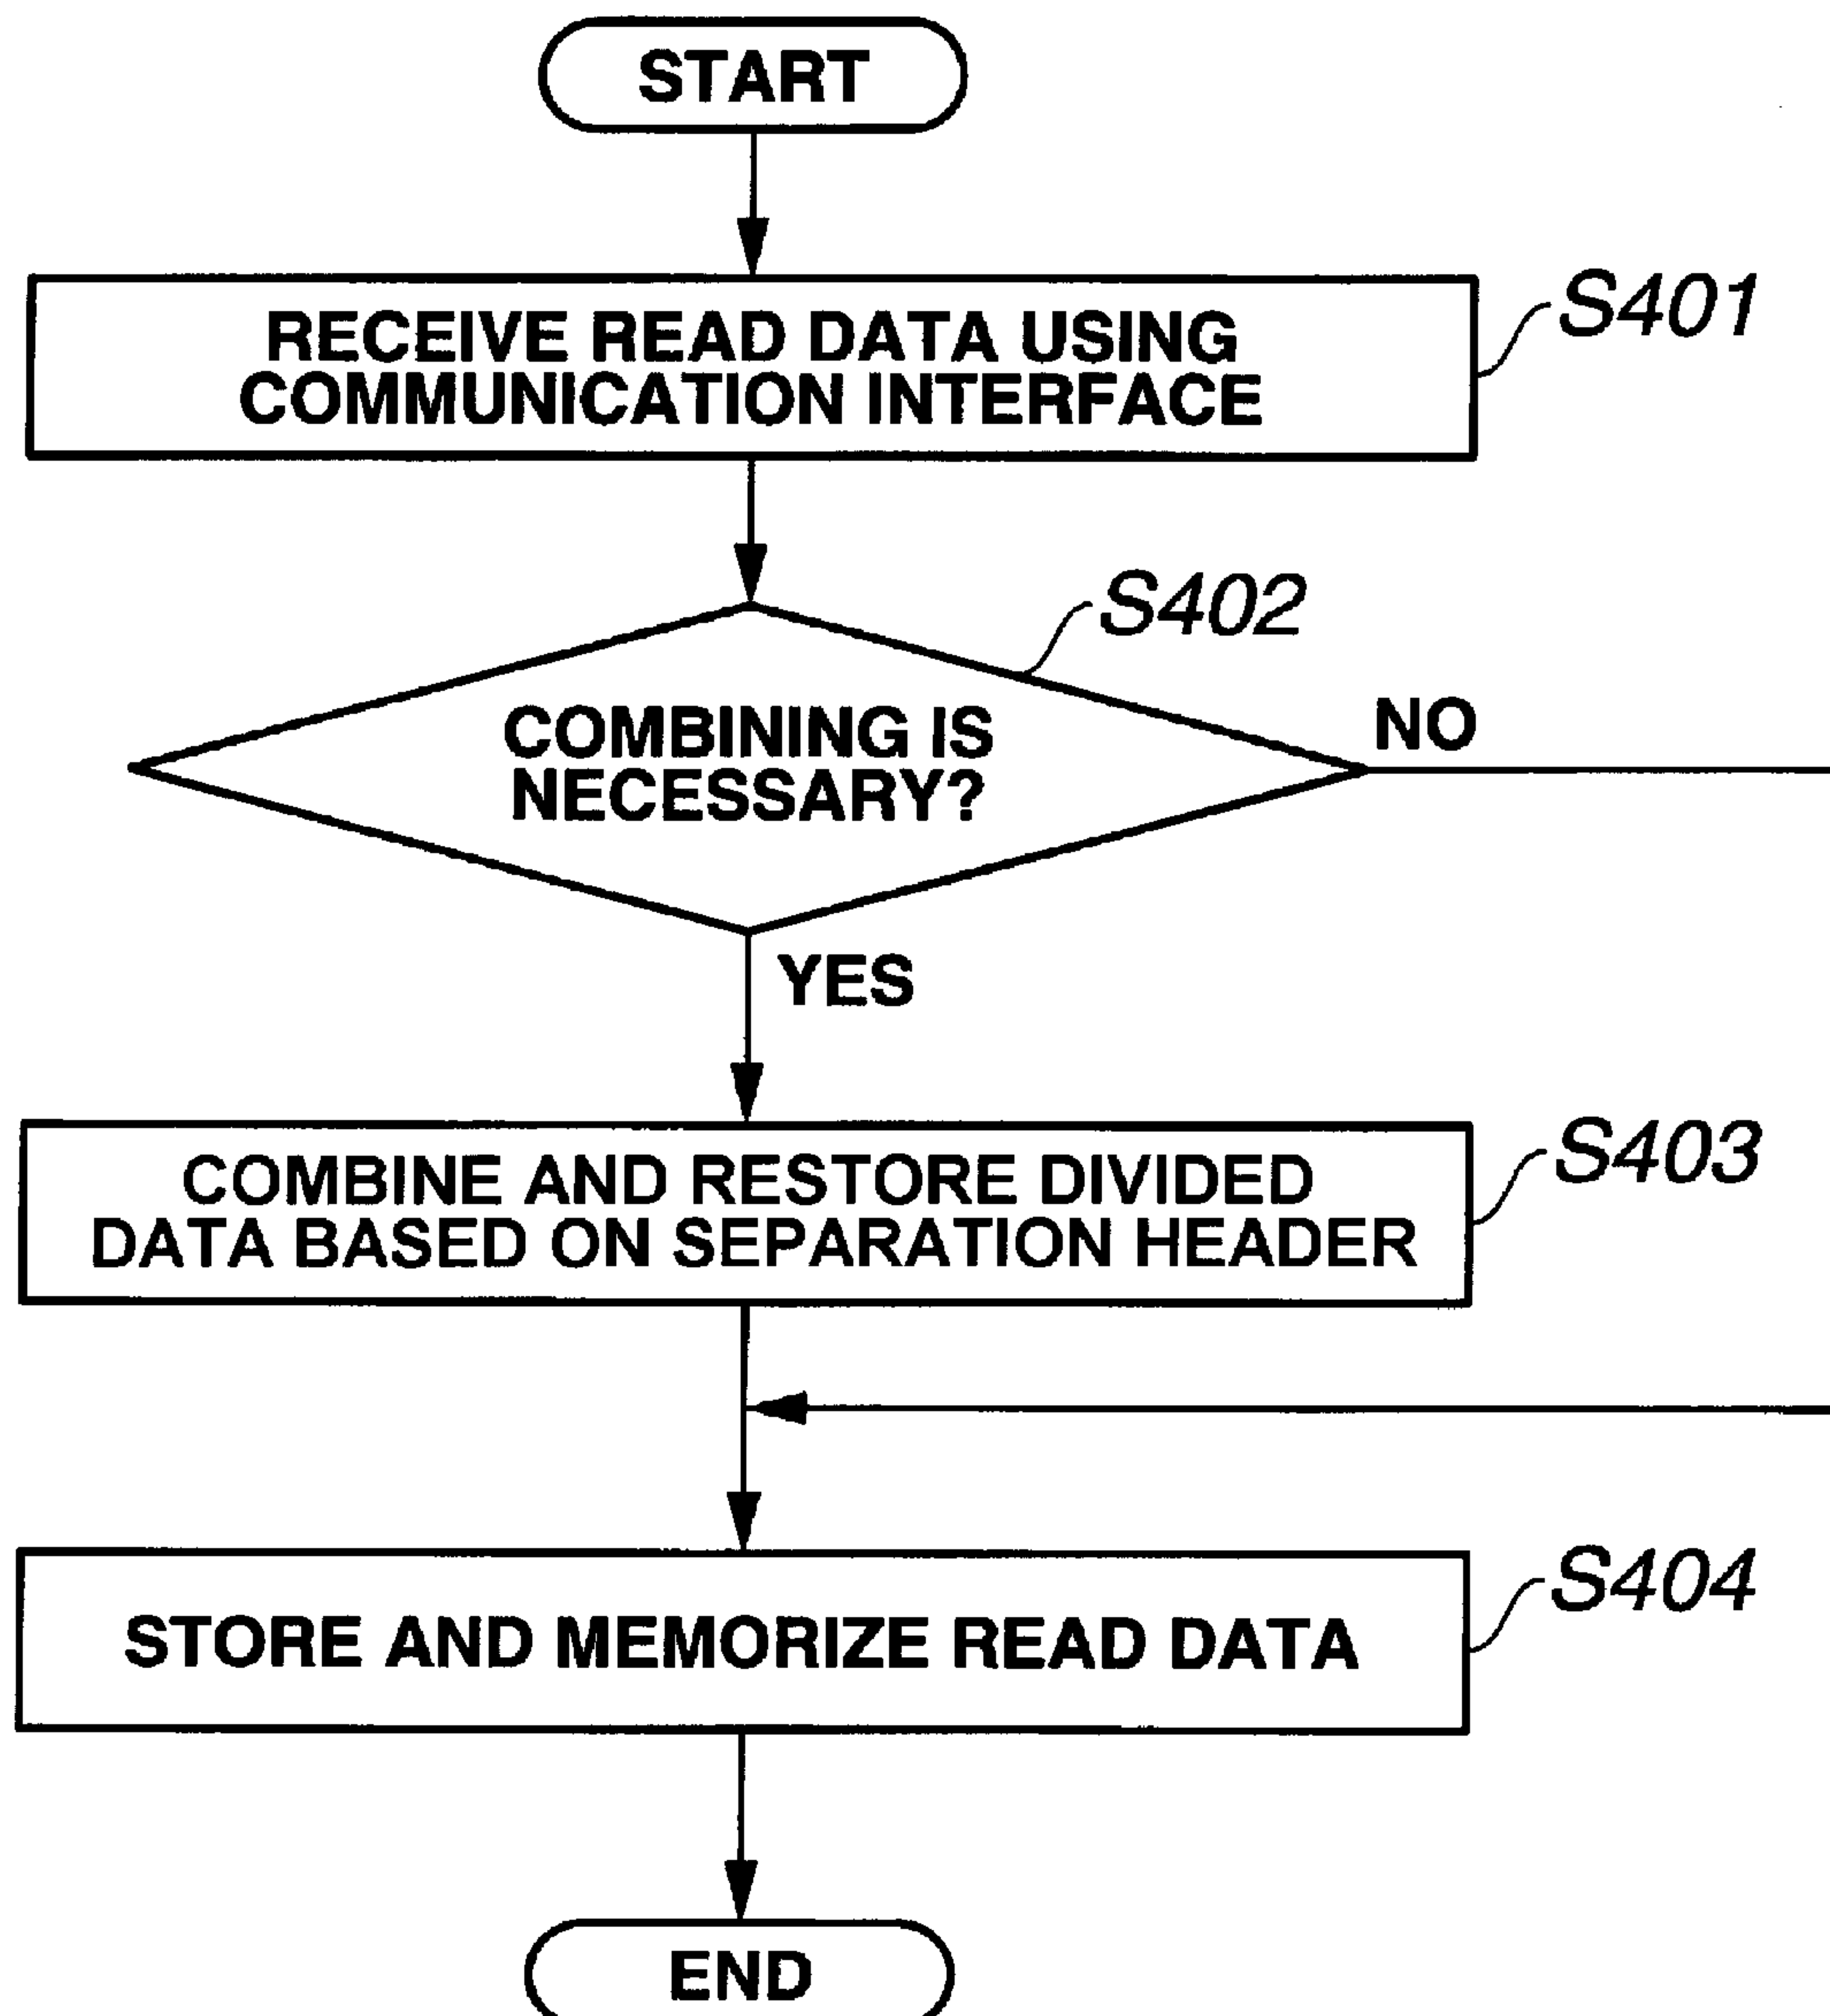 START
RECEIVE READ DATA USING
COMMUNICATION INTERFACE
S401
S402
COMBINING IS
NECESSARY?
NO
YES
COMBINE AND RESTORE DIVIDED
DATA BASED ON SEPARATION HEADER
S403
STORE AND MEMORIZE READ DATA
S404
END